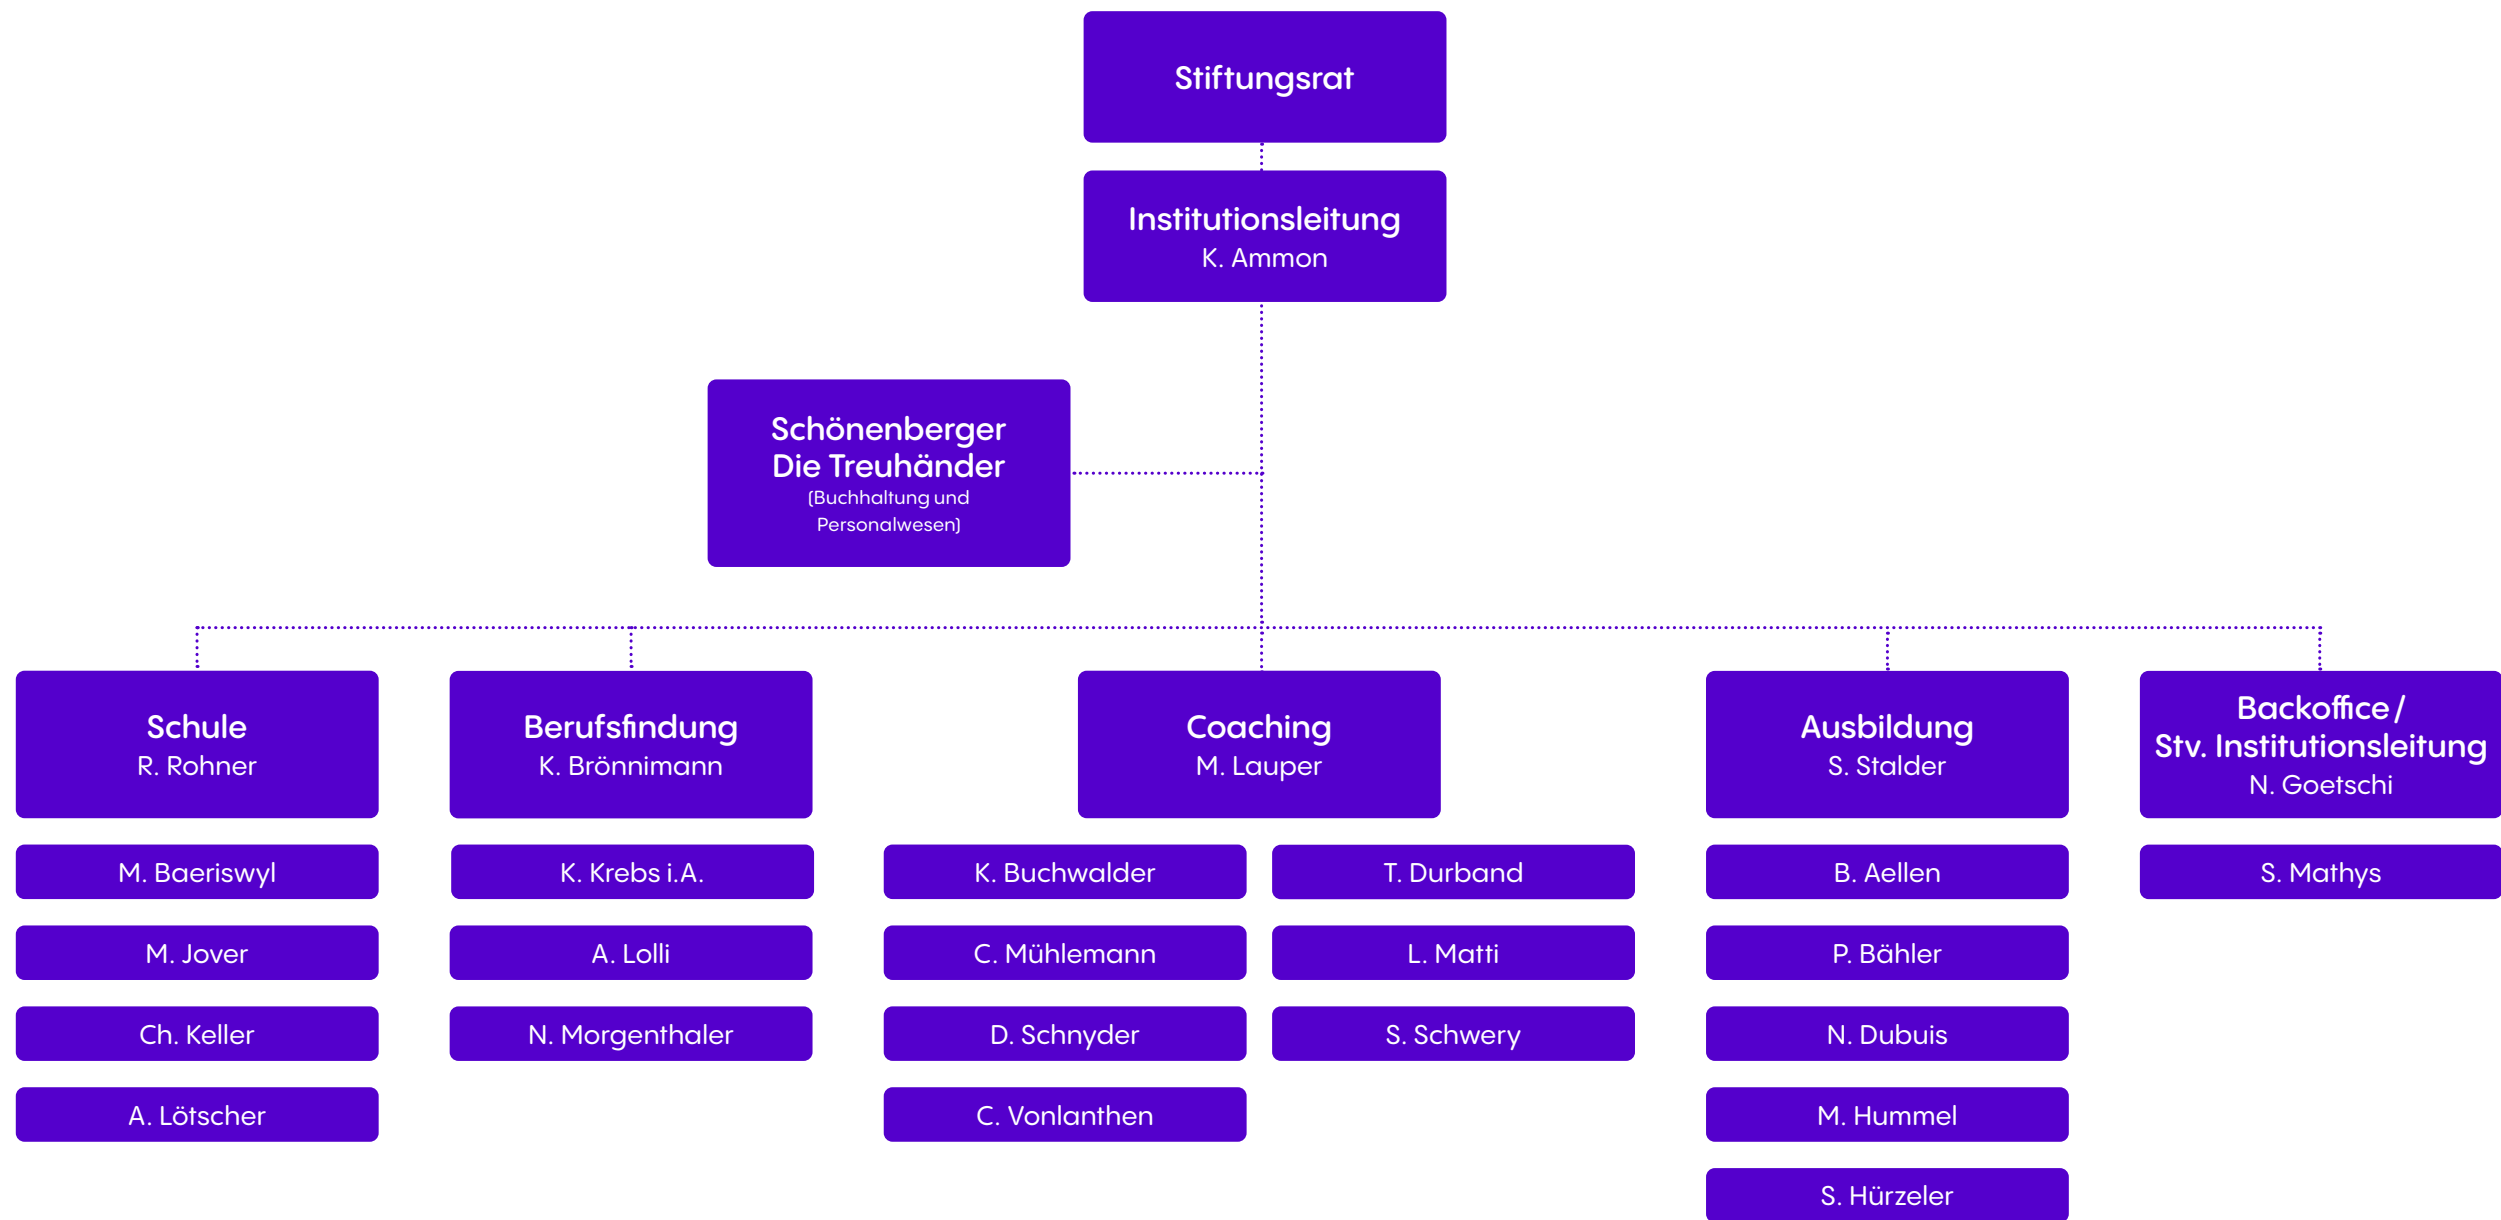 Stiftungsrat
Institutionsleitung
K. Ammon
Schönenberger
Die Treuhänder
(Buchhaltung und
Personalwesen)
Schule
R. Rohner
M. Baeriswyl
M. Jover
Ch. Keller
A. Lötscher
Berufsfindung
K. Brönnimann
K. Krebs i.A.
A. Lolli
N. Morgenthaler
Coaching
M. Lauper
K. Buchwalder
C. Mühlemann
D. Schnyder
C. Vonlanthen
T. Durband
L. Matti
S. Schwery
Ausbildung
S. Stalder
B. Aellen
P. Bähler
N. Dubuis
M. Hummel
S. Hürzeler
Backoffice /
Stv. Institutionsleitung
N. Goetschi
S. Mathys